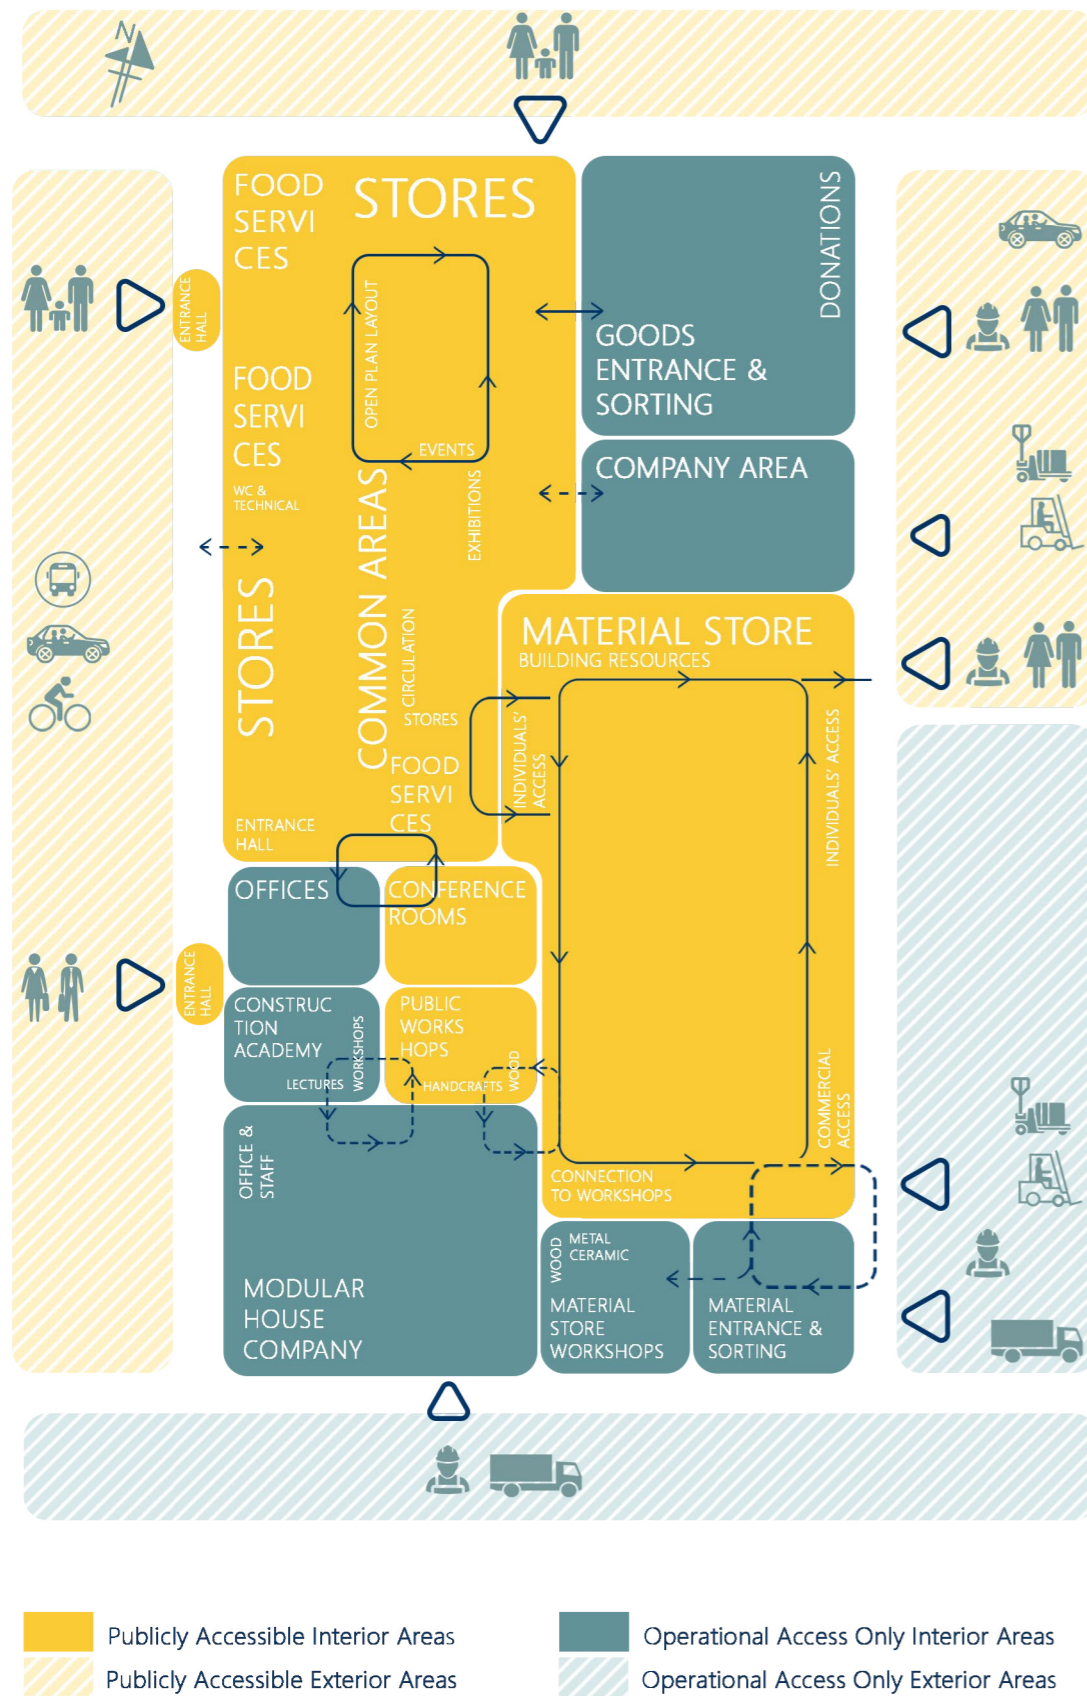 N
FOOD
SERVI
CES
STORES
DONATIONS
ENTRANCE
HALL
OPEN PLAN LAYOUT
GOODS
ENTRANCE &
SORTING
FOOD
SERVI
CES
EVENTS
WC &
TECHNICAL
COMMON AREAS
EXHIBITIONS
COMPANY AREA
STORES
CIRCULATION
STORES
MATERIAL STORE
BUILDING RESOURCES
INDIVIDUALS'
ACCESS
INDIVIDUALS' ACCESS
FOOD
SERVI
CES
ENTRANCE
HALL
OFFICES
CONFERENCE
ROOMS
ENTRANCE
HALL
CONSTRUC
TION
ACADEMY
LECTURES
WORKSHOPS
PUBLIC
WORKS
HOPS
HANDCRAFTS
WOOD
COMMERCIAL
ACCESS
OFFICE &
STAFF
CONNECTION
TO WORKSHOPS
MODULAR
HOUSE
COMPANY
WOOD
METAL
CERAMIC
MATERIAL
STORE
WORKSHOPS
MATERIAL
ENTRANCE &
SORTING
Publicly Accessible Interior Areas
Operational Access Only Interior Areas
Publicly Accessible Exterior Areas
Operational Access Only Exterior Areas